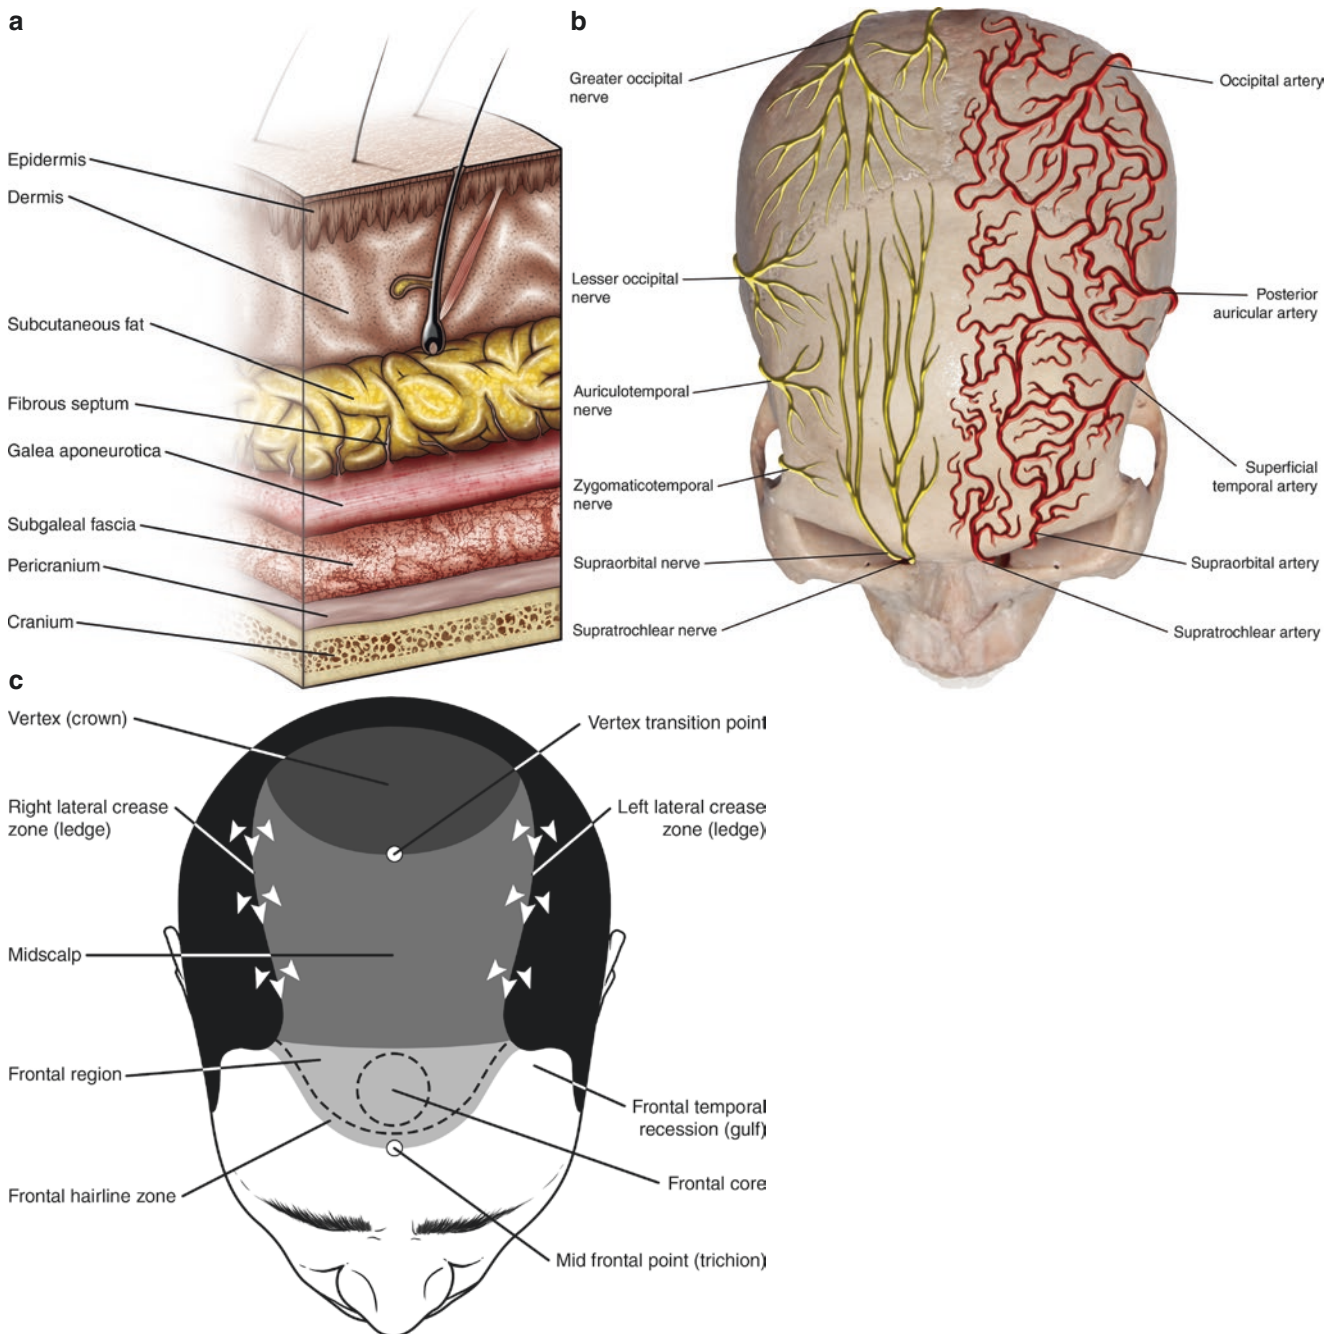 a
Epidermis
Dermis
Subcutaneous fat
Fibrous septum
Galea aponeurotica
Subgaleal fascia
Pericranium
Cranium
b
Greater occipital
nerve
Lesser occipital
nerve
Auriculotemporal
nerve
Zygomaticotemporal
nerve
Supraorbital nerve
Supratrochlear nerve
Occipital artery
Posterior
auricular artery
Superficial
temporal artery
Supraorbital artery
Supratrochlear artery
c
Vertex (crown)
Right lateral crease
zone (ledge)
Midscalp
Frontal region
Frontal hairline zone
Vertex transition point
Left lateral crease
zone (ledge)
Frontal temporal
recession (gulf)
Frontal core
Mid frontal point (trichion)